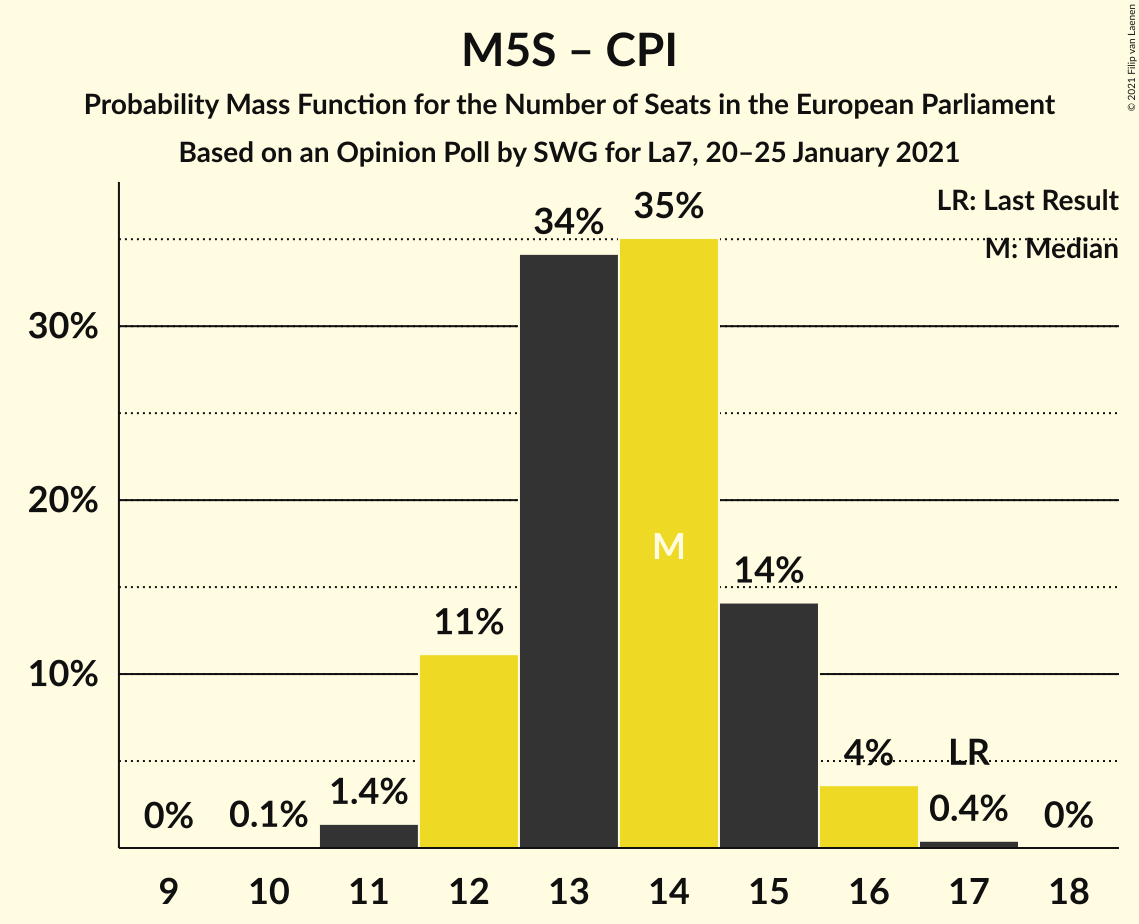 M5S – CPI
Probability Mass Function for the Number of Seats in the European Parliament
Based on an Opinion Poll by SWG for La7, 20–25 January 2021
© 2021 Filip van Laenen
LR: Last Result
M: Median
30%
20%
10%
0%
0.1%
1.4%
11%
34%
35%
M
14%
4%
LR
0.4%
0%
9 10 11 12 13 14 15 16 17 18